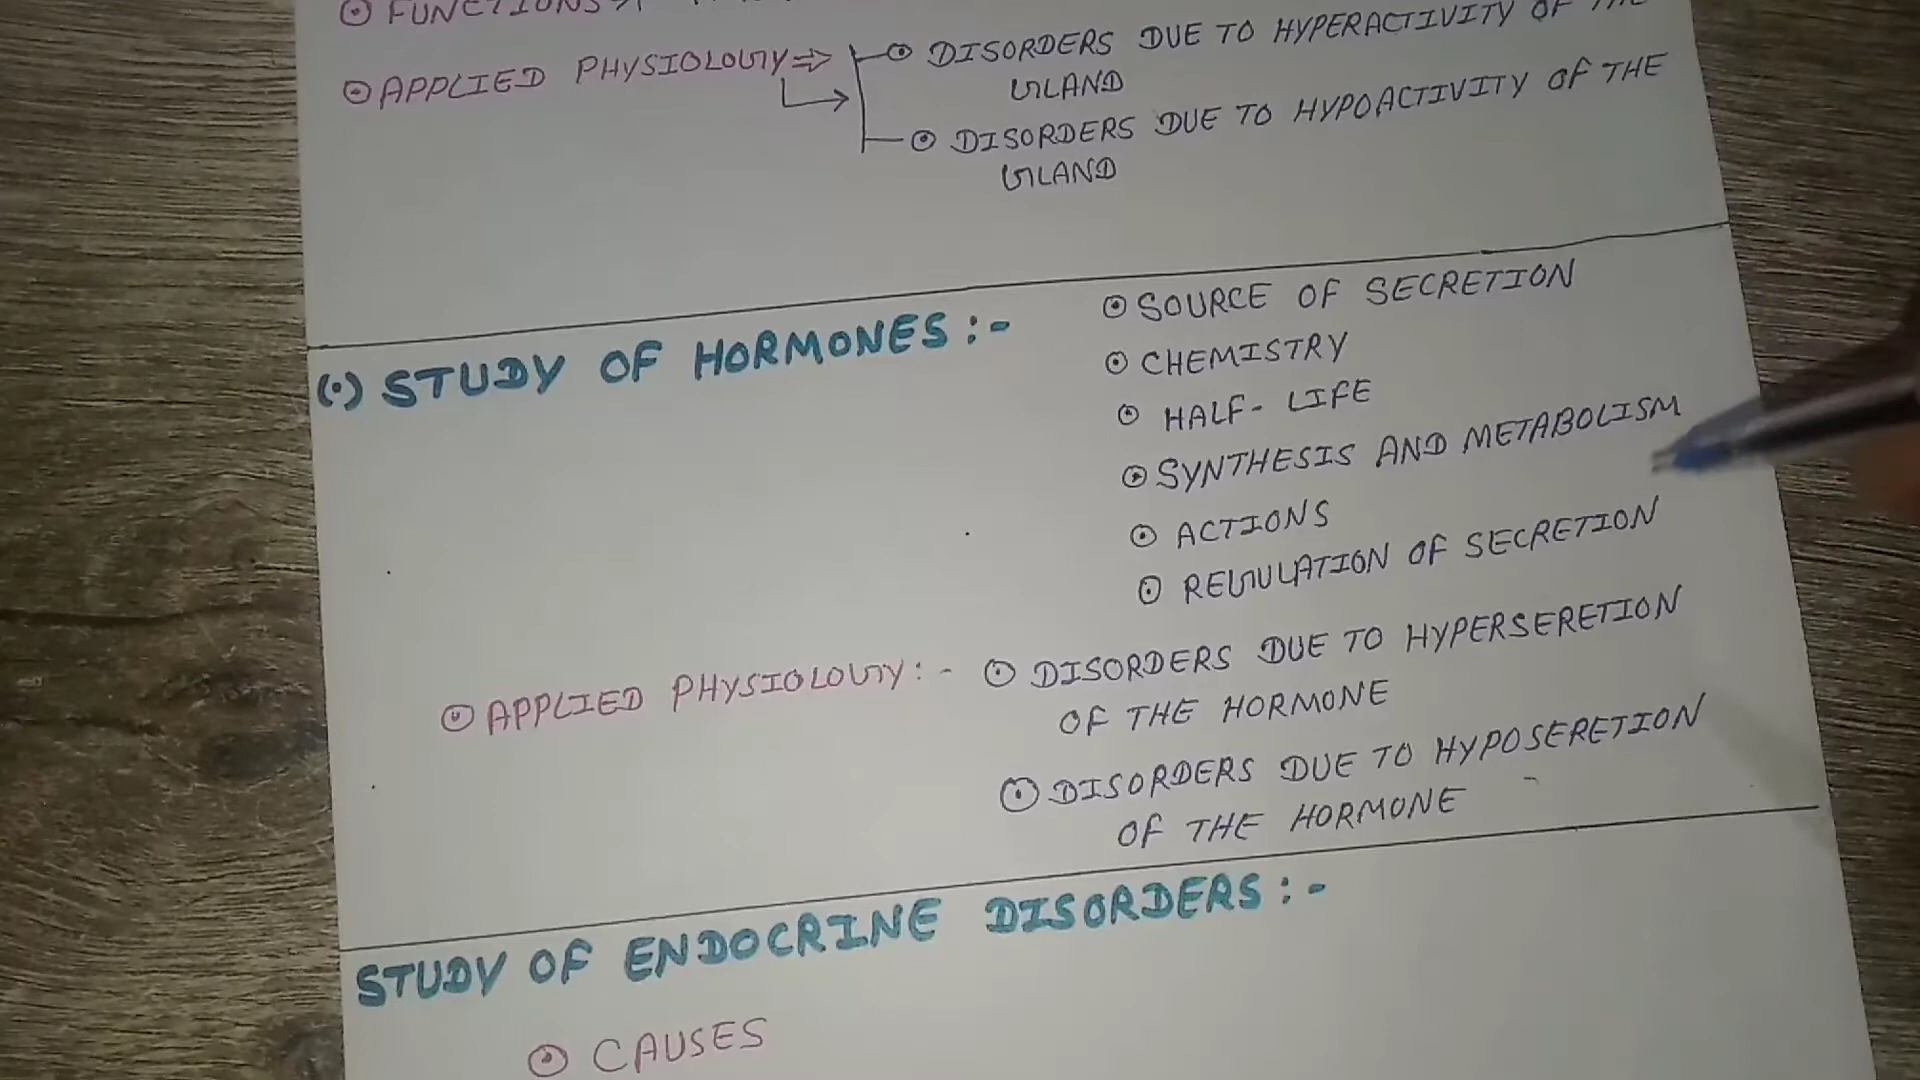 ⊙ FUNCTIONS
⊙ APPLIED PHYSIOLOGY ⇒ ⊙ DISORDERS DUE TO HYPERACTIVITY OF THE
GLAND
⊙ DISORDERS DUE TO HYPOACTIVITY OF THE
GLAND
(•) STUDY OF HORMONES :-
⊙ SOURCE OF SECRETION
⊙ CHEMISTRY
⊙ HALF-LIFE
⊙ SYNTHESIS AND METABOLISM
⊙ ACTIONS
⊙ REGULATION OF SECRETION
⊙ APPLIED PHYSIOLOGY :- ⊙ DISORDERS DUE TO HYPERSERETION
OF THE HORMONE
⊙ DISORDERS DUE TO HYPOSERETION
OF THE HORMONE
STUDY OF ENDOCRINE DISORDERS :-
⊙ CAUSES